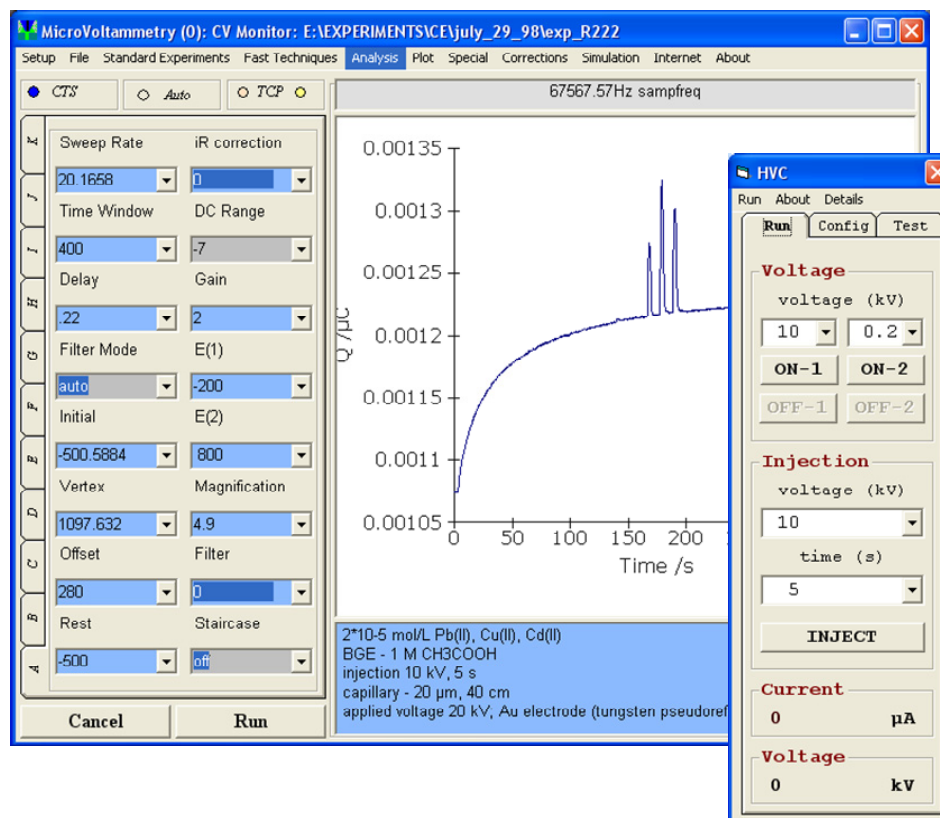 MicroVoltammetry (0): CV Monitor: E:\EXPERIMENTS\CE\july_29_98\exp_R222
Setup File Standard Experiments Fast Techniques Analysis Plot Special Corrections Simulation Internet About
CTS Auto TCP
67567.57Hz sampfreq
K
J
I
H
G
F
E
D
C
B
A
Sweep Rate iR correction
20.1658 0
Time Window DC Range
400 -7
Delay Gain
.22 2
Filter Mode E(1)
auto -200
Initial E(2)
-500.5884 800
Vertex Magnification
1097.632 4.9
Offset Filter
280 0
Rest Staircase
-500 off
Cancel Run
0.00135
0.0013
0.00125
0.0012
0.00115
0.0011
0.00105
Q /µC
0 50 100 150 200
Time /s
2*10-5 mol/L Pb(II), Cu(II), Cd(II)
BGE - 1 M CH3COOH
injection 10 kV, 5 s
capillary - 20 µm, 40 cm
applied voltage 20 kV, Au electrode (tungsten pseudoref
HVC
Run About Details
Run Config Test
Voltage
voltage (kV)
10 0.2
ON-1 ON-2
OFF-1 OFF-2
Injection
voltage (kV)
10
time (s)
5
INJECT
Current
0 µA
Voltage
0 kV